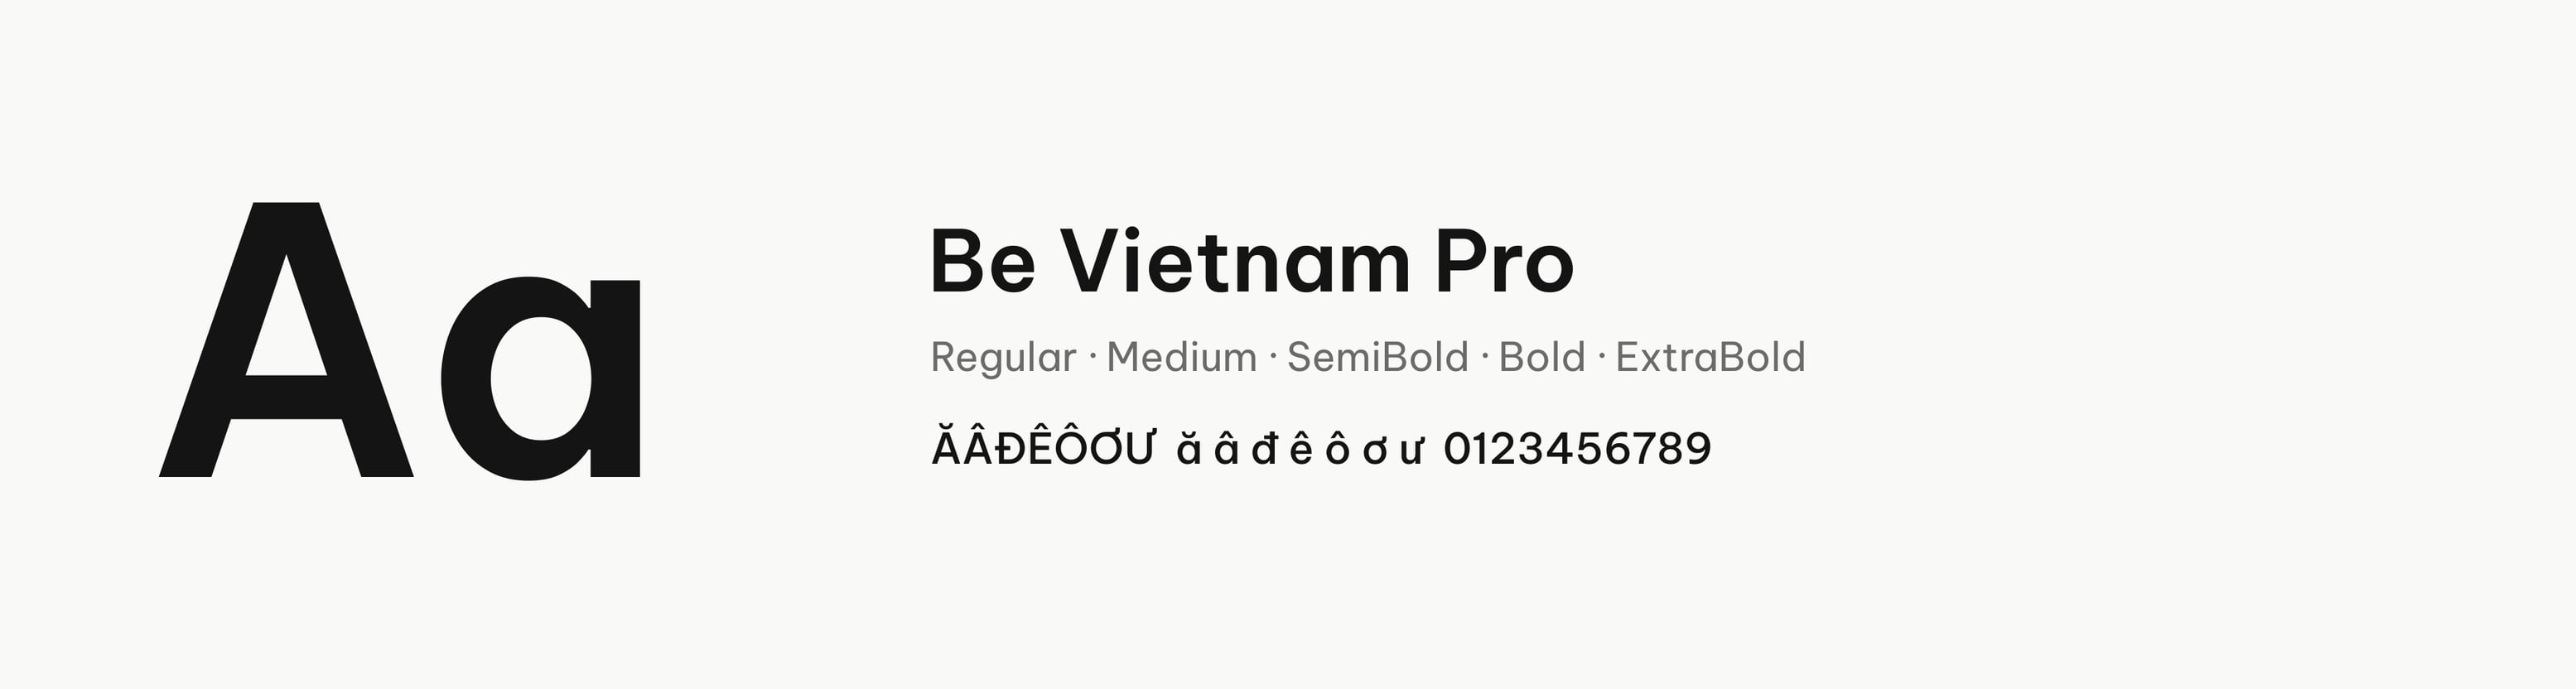 Aa
Be Vietnam Pro
Regular · Medium · SemiBold · Bold · ExtraBold
ĂÂĐÊÔƠƯ ă â đ ê ô ơ ư 0123456789